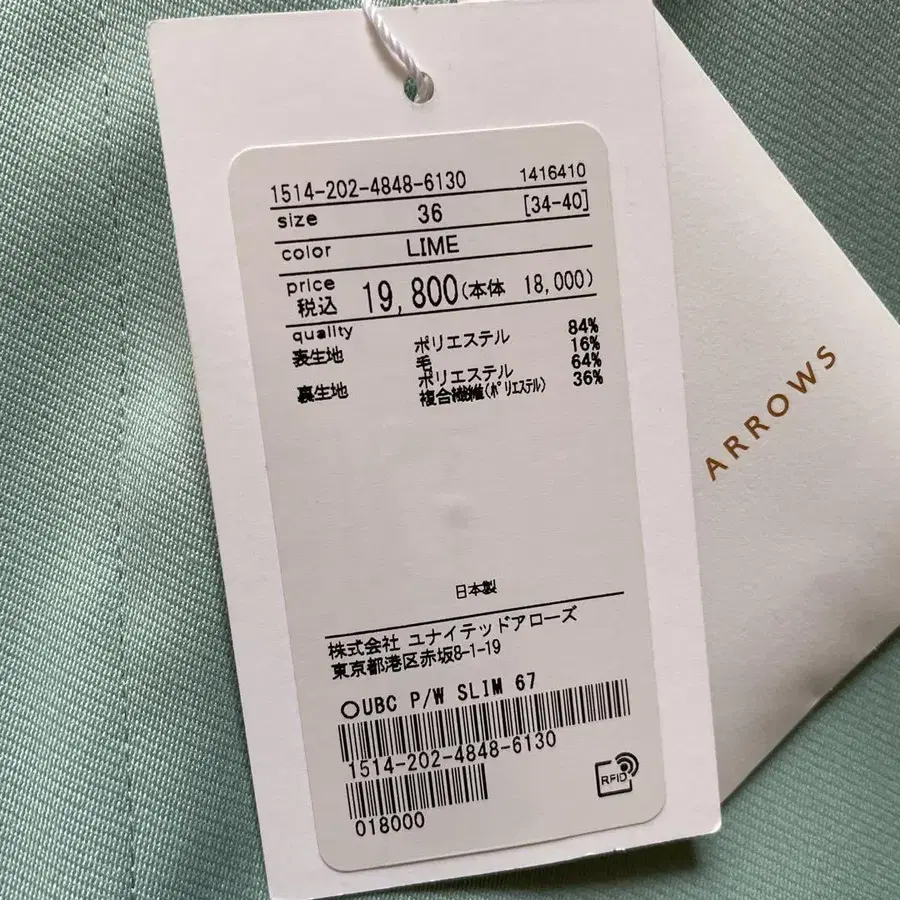 1514-202-4848-6130 1416410
size 36 [34-40]
color LIME
price
税込 19,800(本体 18,000)
quality
表生地 ポリエステル 84%
毛 16%
裏生地 ポリエステル 64%
複合繊維(ポリエステル) 36%
日本製
株式会社 ユナイテッドアローズ
東京都港区赤坂8-1-19
○UBC P/W SLIM 67
1514-202-4848-6130
018000
RFID
ARROWS